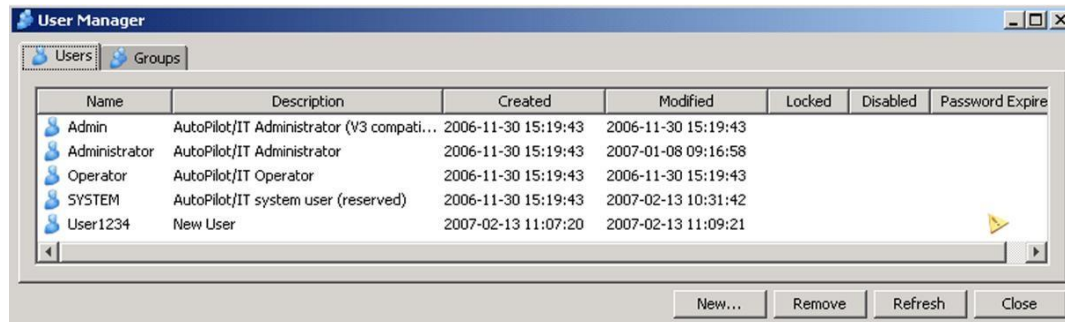 User Manager
Users Groups
Name Description Created Modified Locked Disabled Password Expire
Admin AutoPilot/IT Administrator (V3 compati... 2006-11-30 15:19:43 2006-11-30 15:19:43
Administrator AutoPilot/IT Administrator 2006-11-30 15:19:43 2007-01-08 09:16:58
Operator AutoPilot/IT Operator 2006-11-30 15:19:43 2006-11-30 15:19:43
SYSTEM AutoPilot/IT system user (reserved) 2006-11-30 15:19:43 2007-02-13 10:31:42
User1234 New User 2007-02-13 11:07:20 2007-02-13 11:09:21
New... Remove Refresh Close